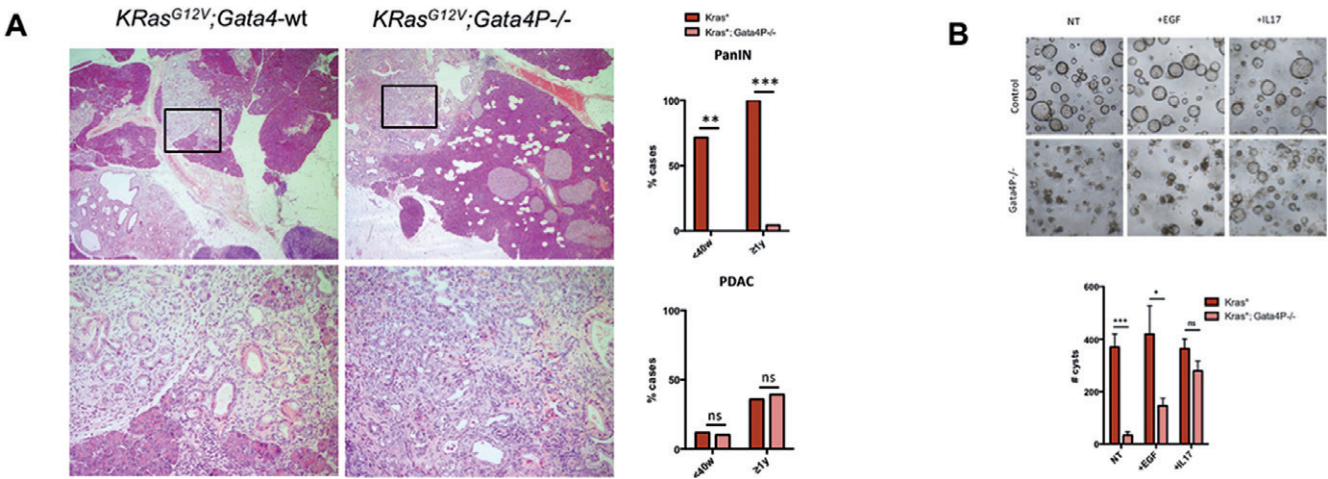 A
KRasG12V;Gata4-wt
KRasG12V;Gata4P-/-
Kras*
Kras*; Gata4P-/-
PanIN
100
50
0
% cases
**
***
<40w
≥1y
PDAC
100
50
0
% cases
ns
ns
<40w
≥1y
B
NT
+EGF
+IL17
Control
Gata4P-/-
600
400
200
0
# cysts
***
*
ns
Kras*
Kras*; Gata4P-/-
NT
+EGF
+IL17